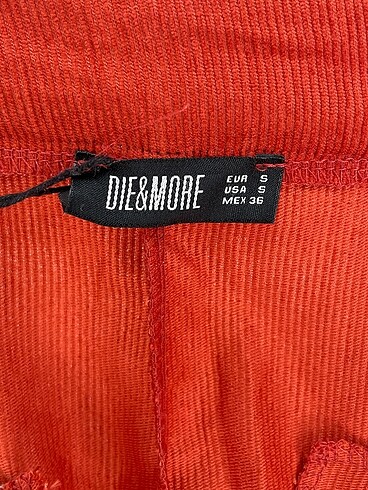 DIE&MORE
EUR S
USA S
MEX 36